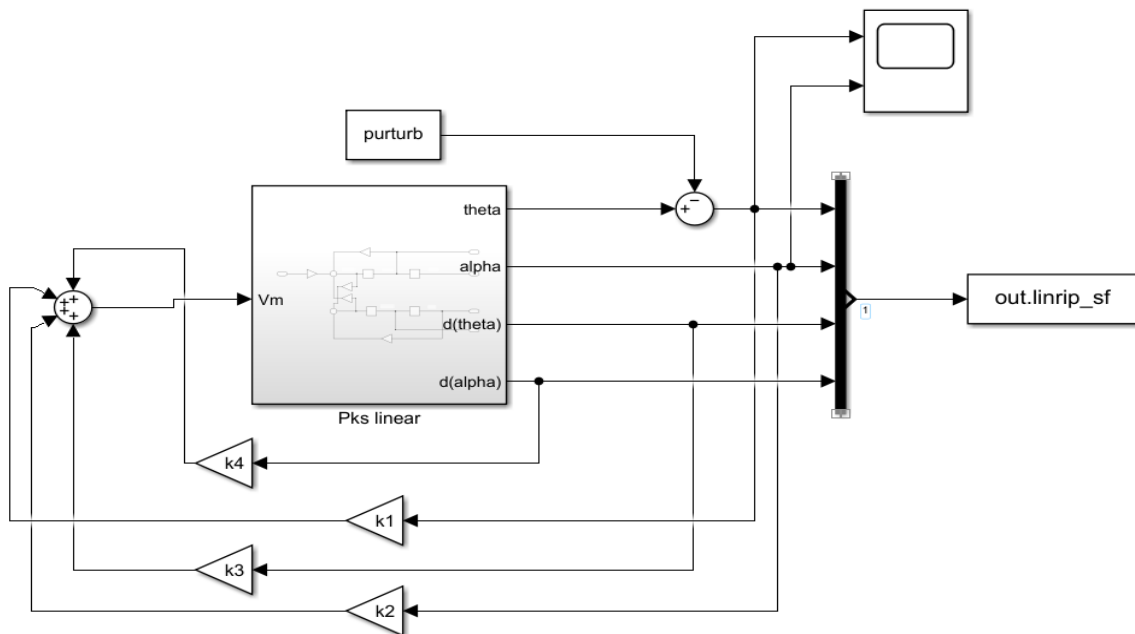 purturb
theta
alpha
Vm
d(theta)
d(alpha)
Pks linear
out.linrip_sf
1
k4
k1
k3
k2